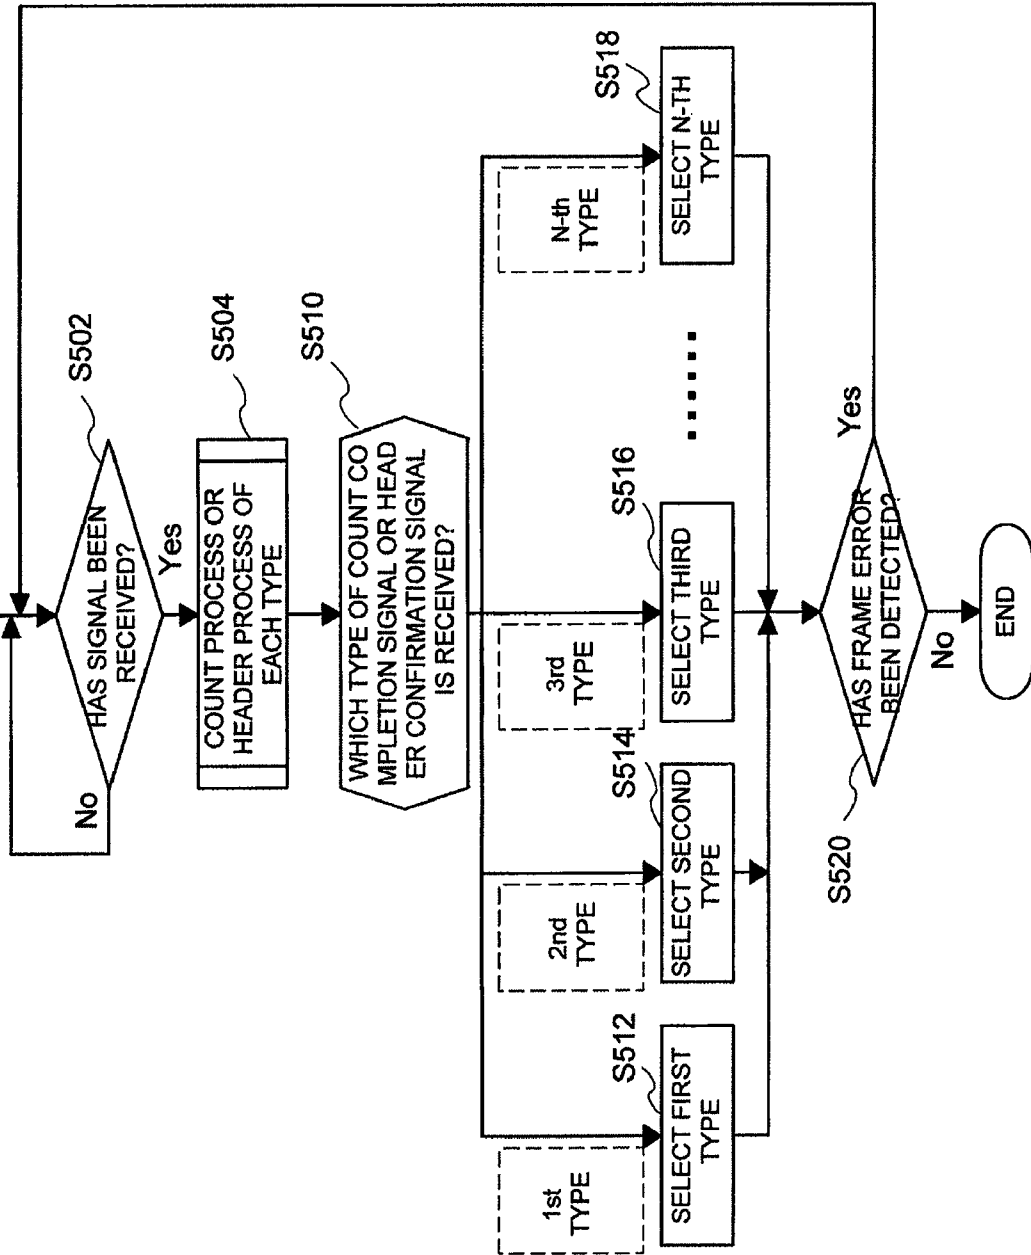 S502
HAS SIGNAL BEEN
RECEIVED?
No
Yes
S504
COUNT PROCESS OR
HEADER PROCESS OF
EACH TYPE
S510
WHICH TYPE OF COUNT CO
MPLETION SIGNAL OR HEAD
ER CONFIRMATION SIGNAL
IS RECEIVED?
1st
TYPE
2nd
TYPE
3rd
TYPE
N-th
TYPE
S512
SELECT FIRST
TYPE
S514
SELECT SECOND
TYPE
S516
SELECT THIRD
TYPE
......
S518
SELECT N-TH
TYPE
S520
HAS FRAME ERROR
BEEN DETECTED?
Yes
No
END